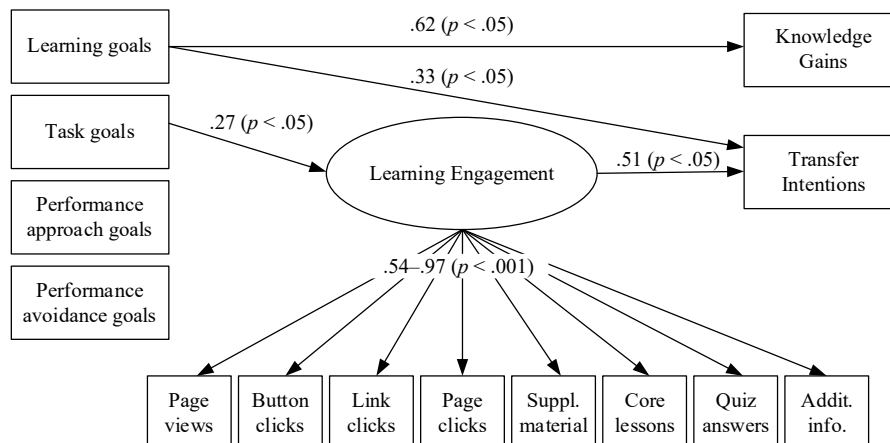 Learning goals
.62 (p < .05)
Knowledge
Gains
.33 (p < .05)
Task goals
.27 (p < .05)
Learning Engagement
.51 (p < .05)
Transfer
Intentions
Performance
approach goals
Performance
avoidance goals
.54–.97 (p < .001)
Page
views
Button
clicks
Link
clicks
Page
clicks
Suppl.
material
Core
lessons
Quiz
answers
Addit.
info.